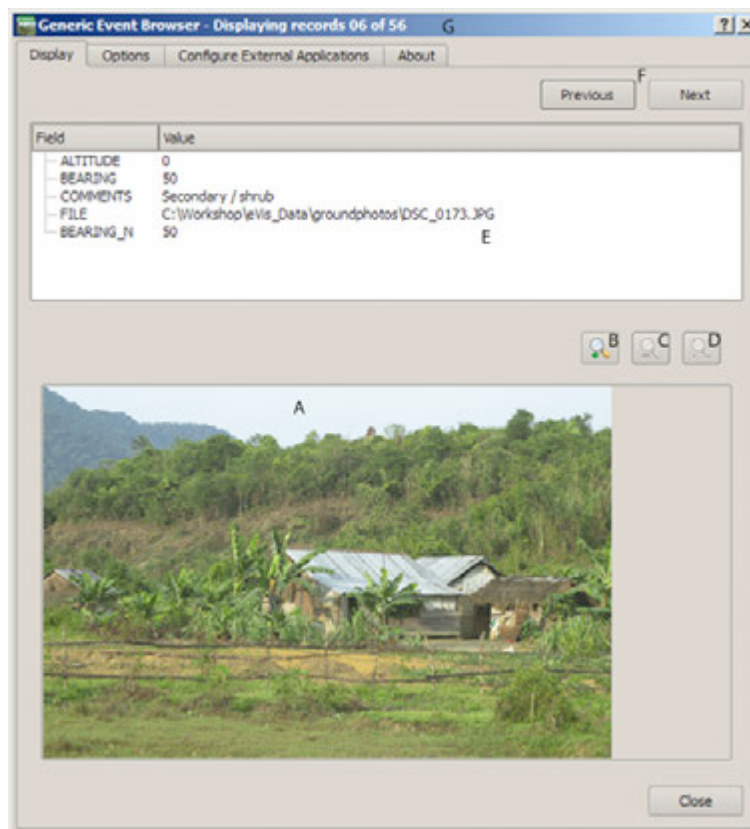 Generic Event Browser - Displaying records 06 of 56 G
Display Options Configure External Applications About
F
Previous Next
Field Value
ALTITUDE 0
BEARING 50
COMMENTS Secondary / shrub
FILE C:\Workshop\eVis_Data\groundphotos\DSC_0173.JPG
BEARING_N 50
E
B C D
A
Close